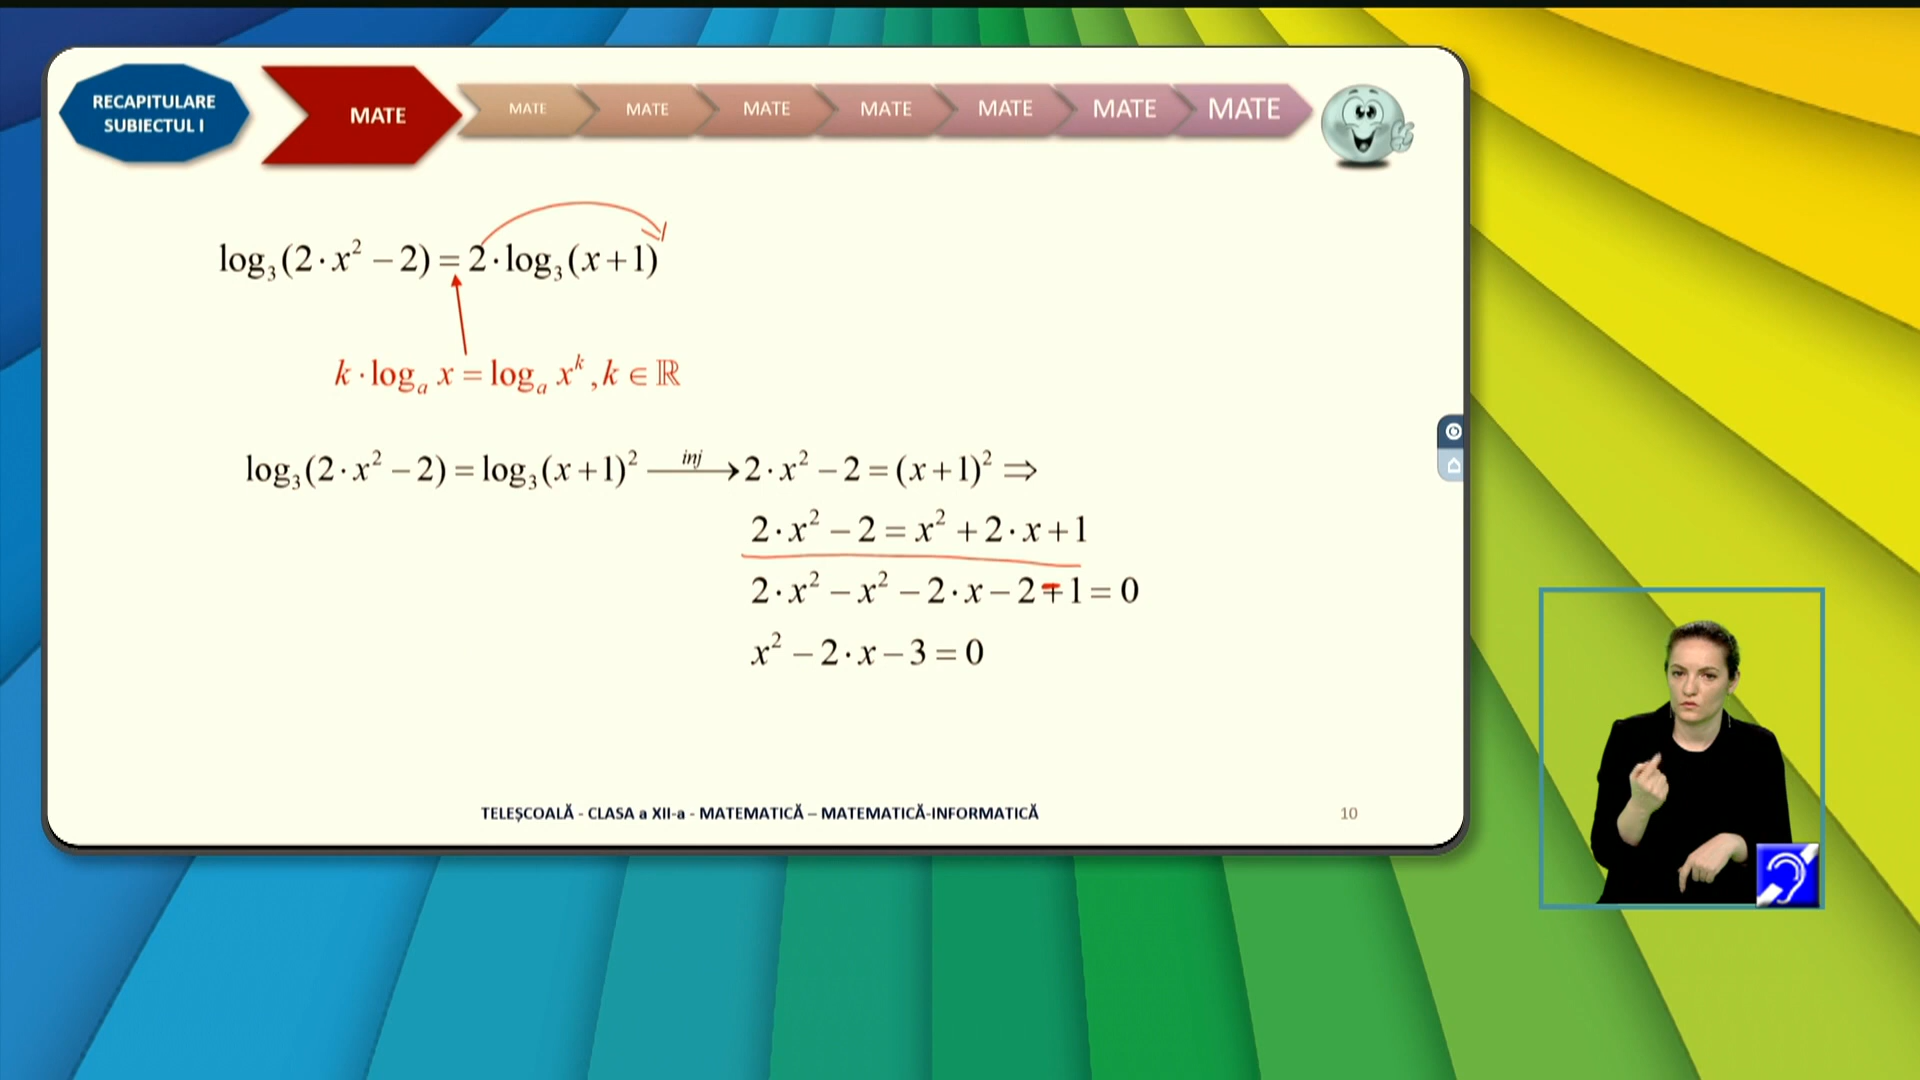 RECAPITULARE
SUBIECTUL I
MATE MATE MATE MATE MATE MATE MATE MATE
log₃(2·x² − 2) = 2·log₃(x+1)
k·logₐ x = logₐ xᵏ, k ∈ ℝ
log₃(2·x² − 2) = log₃(x+1)² —inj→ 2·x² − 2 = (x+1)² ⇒
2·x² − 2 = x² + 2·x + 1
2·x² − x² − 2·x − 2 ∓ 1 = 0
x² − 2·x − 3 = 0
TELEȘCOALĂ - CLASA a XII-a - MATEMATICĂ – MATEMATICĂ-INFORMATICĂ
10